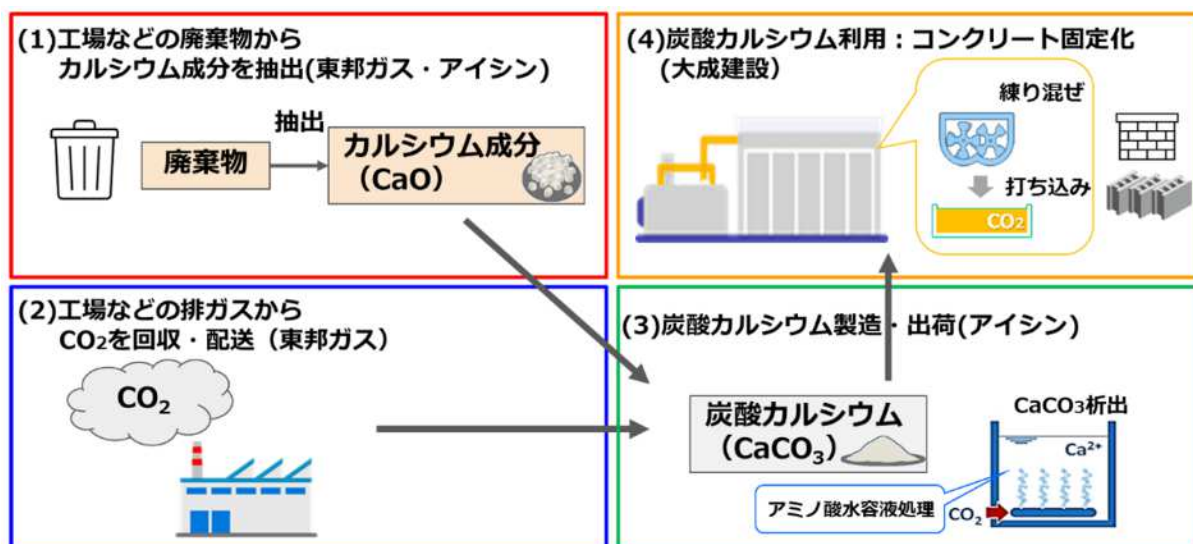 (1)工場などの廃棄物から
カルシウム成分を抽出(東邦ガス・アイシン)
抽出
廃棄物
カルシウム成分
（CaO）
(2)工場などの排ガスから
CO₂を回収・配送（東邦ガス）
CO₂
(3)炭酸カルシウム製造・出荷(アイシン)
炭酸カルシウム
（CaCO₃）
CaCO₃析出
Ca²⁺
アミノ酸水容液処理
CO₂
(4)炭酸カルシウム利用：コンクリート固定化
(大成建設）
練り混ぜ
打ち込み
CO₂